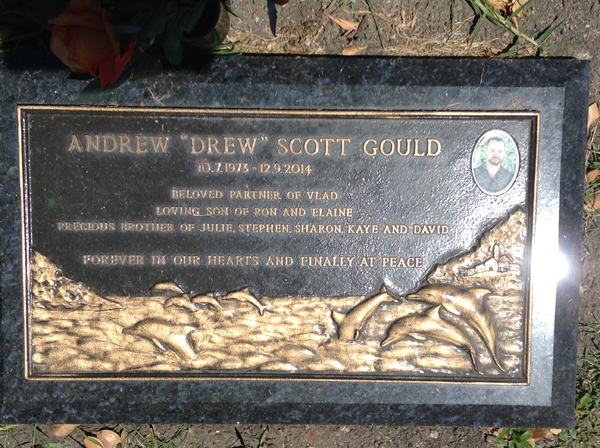 ANDREW "DREW" SCOTT GOULD
10.7.1973 - 12.9.2014
BELOVED PARTNER OF VLAD
LOVING SON OF RON AND ELAINE
PRECIOUS BROTHER OF JULIE, STEPHEN, SHARON, KAYE AND DAVID
FOREVER IN OUR HEARTS AND FINALLY AT PEACE